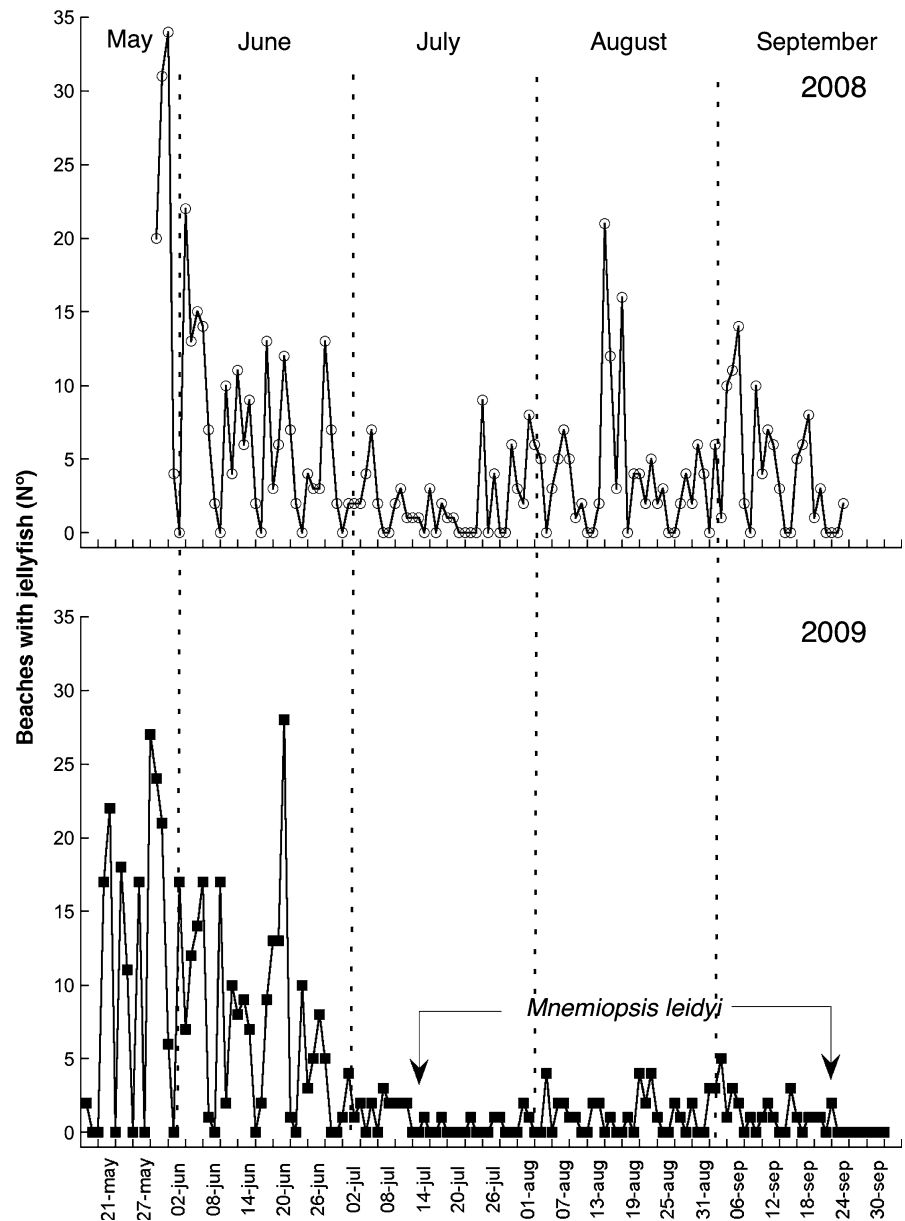 35
30
25
20
15
10
5
0
May
June
July
August
September
2008
Beaches with jellyfish (Nº)
35
30
25
20
15
10
5
0
2009
Mnemiopsis leidyi
21-may
27-may
02-jun
08-jun
14-jun
20-jun
26-jun
02-jul
08-jul
14-jul
20-jul
26-jul
01-aug
07-aug
13-aug
19-aug
25-aug
31-aug
06-sep
12-sep
18-sep
24-sep
30-sep